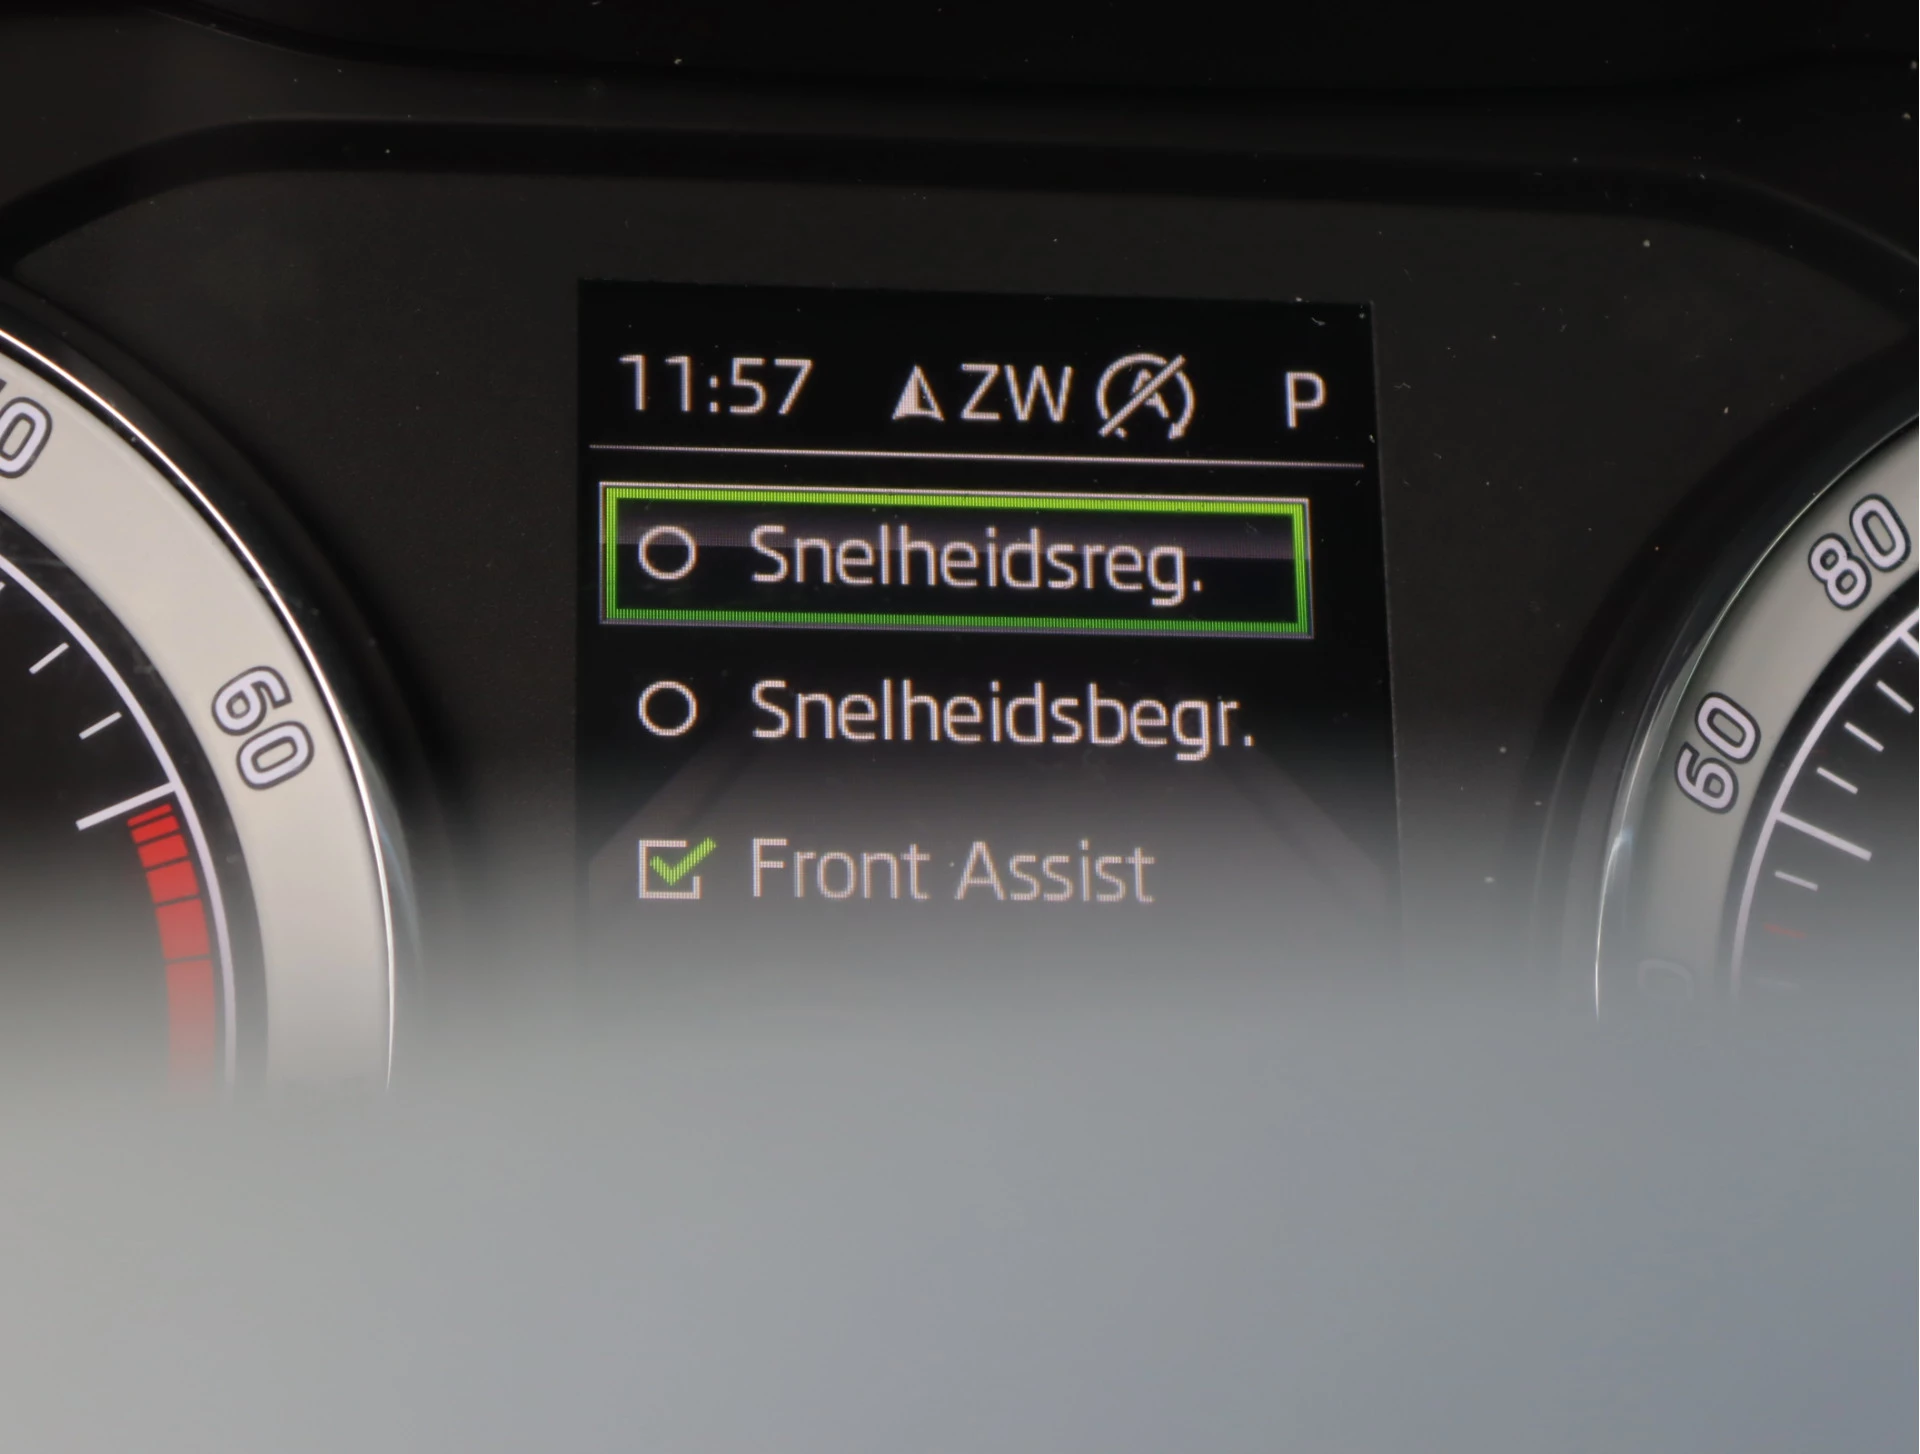 11:57 ZW P
Snelheidsreg.
Snelheidsbegr.
Front Assist
60
80
60